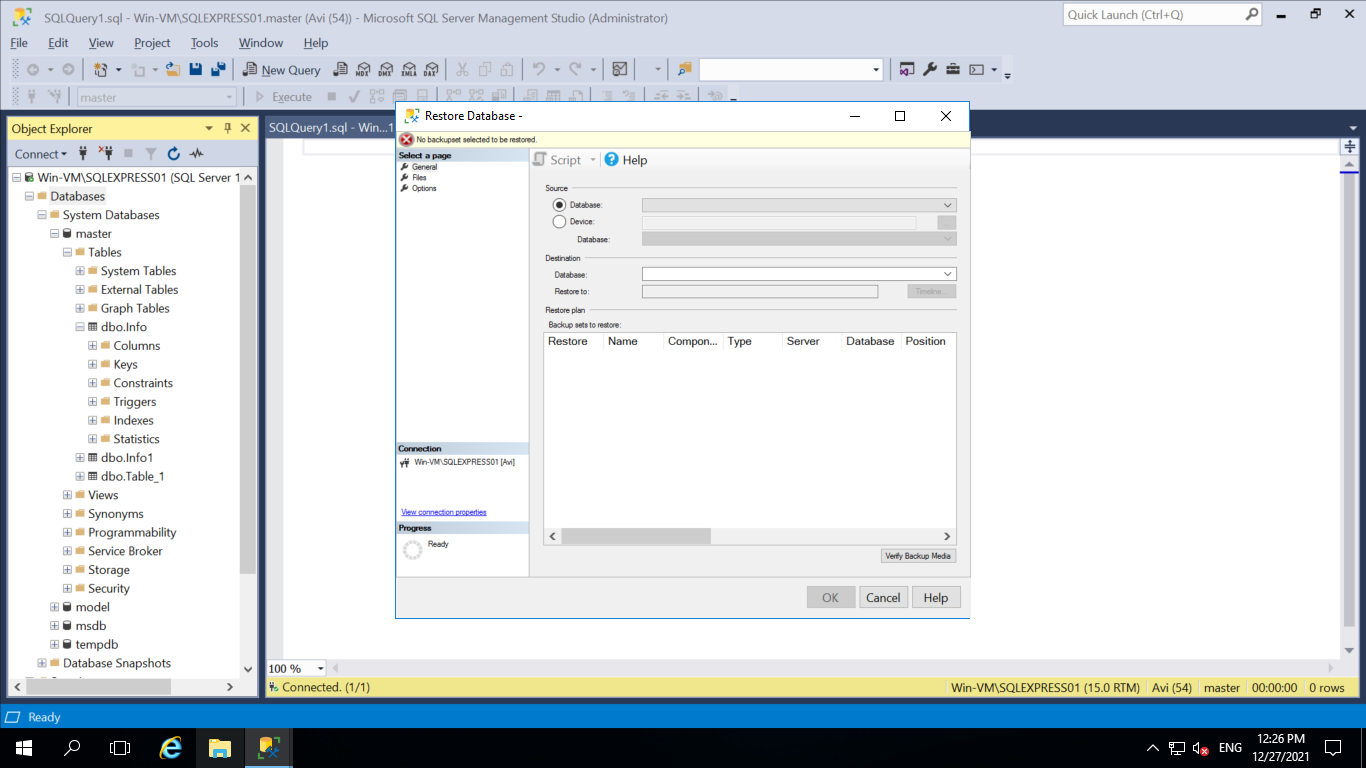 SQLQuery1.sql - Win-VM\SQLEXPRESS01.master (Avi (54)) - Microsoft SQL Server Management Studio (Administrator)
Quick Launch (Ctrl+Q)
File Edit View Project Tools Window Help
New Query
MDX DMX XMLA DAX
master
Execute
Object Explorer
SQLQuery1.sql - Win...1
Connect
Win-VM\SQLEXPRESS01 (SQL Server 1
Databases
System Databases
master
Tables
System Tables
External Tables
Graph Tables
dbo.Info
Columns
Keys
Constraints
Triggers
Indexes
Statistics
dbo.Info1
dbo.Table_1
Views
Synonyms
Programmability
Service Broker
Storage
Security
model
msdb
tempdb
Database Snapshots
Restore Database -
No backupset selected to be restored.
Select a page
General
Files
Options
Connection
Win-VM\SQLEXPRESS01 [Avi]
View connection properties
Progress
Ready
Script
Help
Source
Database:
Device:
...
Database:
Destination
Database:
Restore to:
Timeline...
Restore plan
Backup sets to restore:
Restore Name Compon... Type Server Database Position
Verify Backup Media
OK Cancel Help
100 %
Connected. (1/1)
Win-VM\SQLEXPRESS01 (15.0 RTM) Avi (54) master 00:00:00 0 rows
Ready
ENG
12:26 PM
12/27/2021